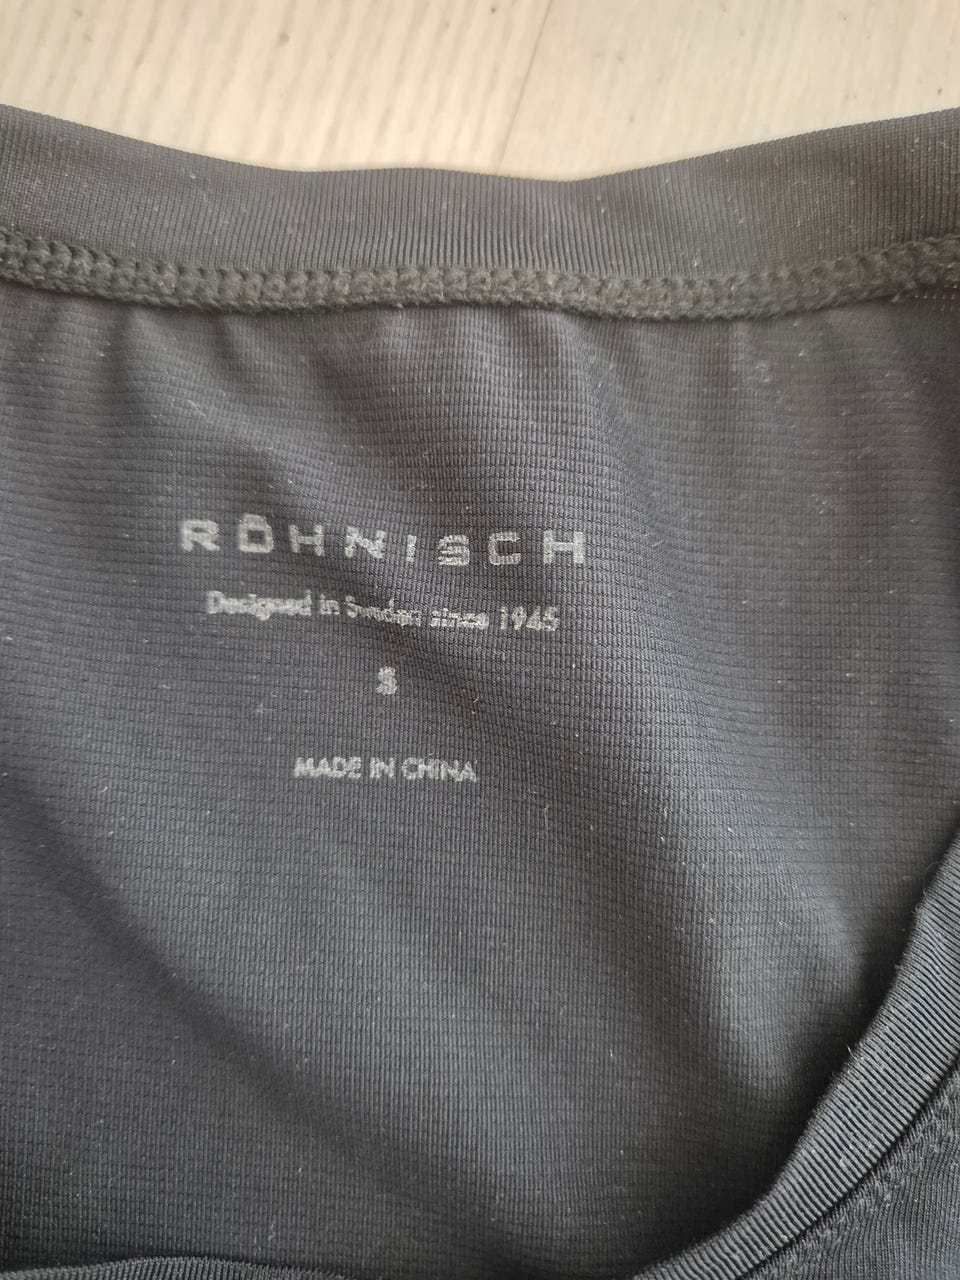 RÖHNISCH
Designed in Sweden since 1945
S
MADE IN CHINA